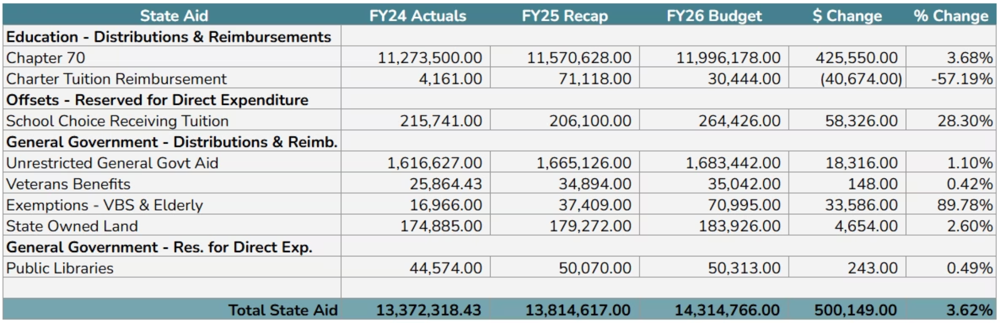 State Aid FY24 Actuals FY25 Recap FY26 Budget $ Change % Change
Education - Distributions & Reimbursements
Chapter 70 11,273,500.00 11,570,628.00 11,996,178.00 425,550.00 3.68%
Charter Tuition Reimbursement 4,161.00 71,118.00 30,444.00 (40,674.00) -57.19%
Offsets - Reserved for Direct Expenditure
School Choice Receiving Tuition 215,741.00 206,100.00 264,426.00 58,326.00 28.30%
General Government - Distributions & Reimb.
Unrestricted General Govt Aid 1,616,627.00 1,665,126.00 1,683,442.00 18,316.00 1.10%
Veterans Benefits 25,864.43 34,894.00 35,042.00 148.00 0.42%
Exemptions - VBS & Elderly 16,966.00 37,409.00 70,995.00 33,586.00 89.78%
State Owned Land 174,885.00 179,272.00 183,926.00 4,654.00 2.60%
General Government - Res. for Direct Exp.
Public Libraries 44,574.00 50,070.00 50,313.00 243.00 0.49%
Total State Aid 13,372,318.43 13,814,617.00 14,314,766.00 500,149.00 3.62%